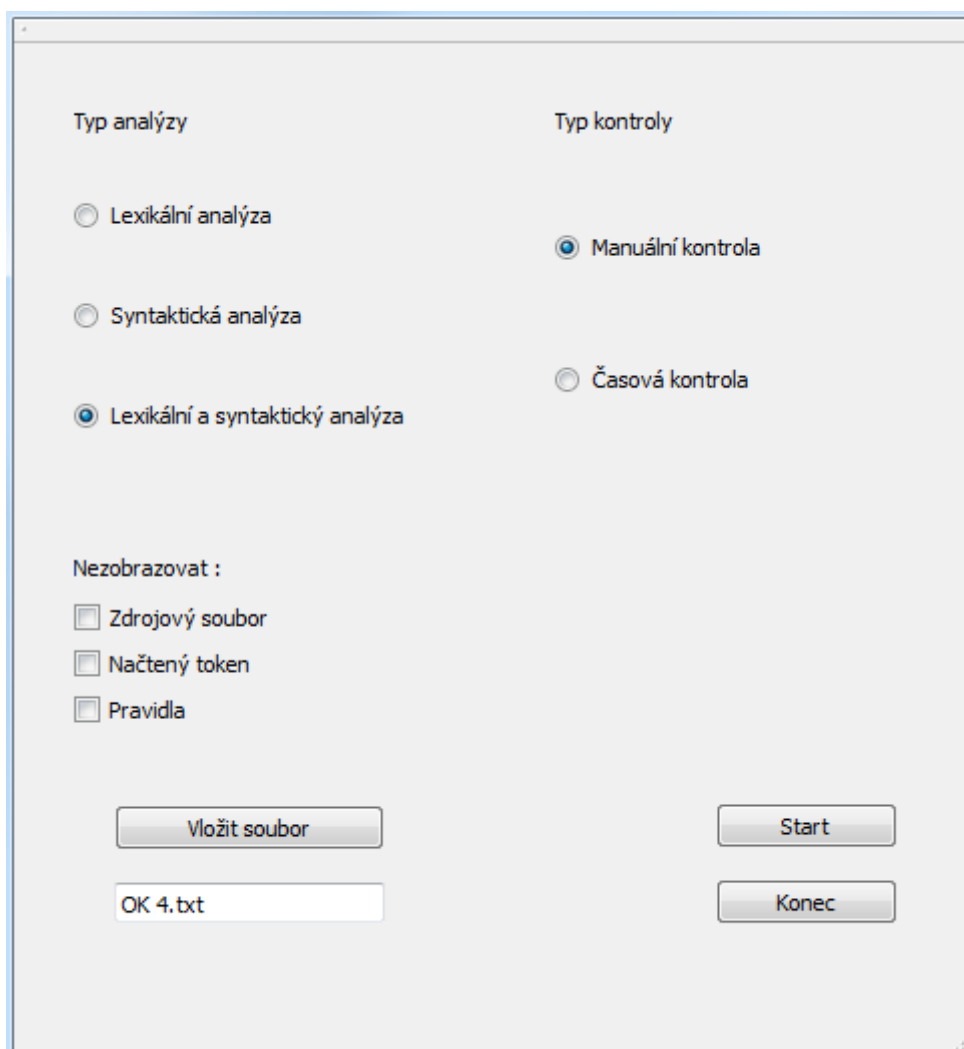 Typ analýzy
Typ kontroly
Lexikální analýza
Manuální kontrola
Syntaktická analýza
Časová kontrola
Lexikální a syntaktický analýza
Nezobrazovat :
Zdrojový soubor
Načtený token
Pravidla
Vložit soubor
Start
OK 4.txt
Konec